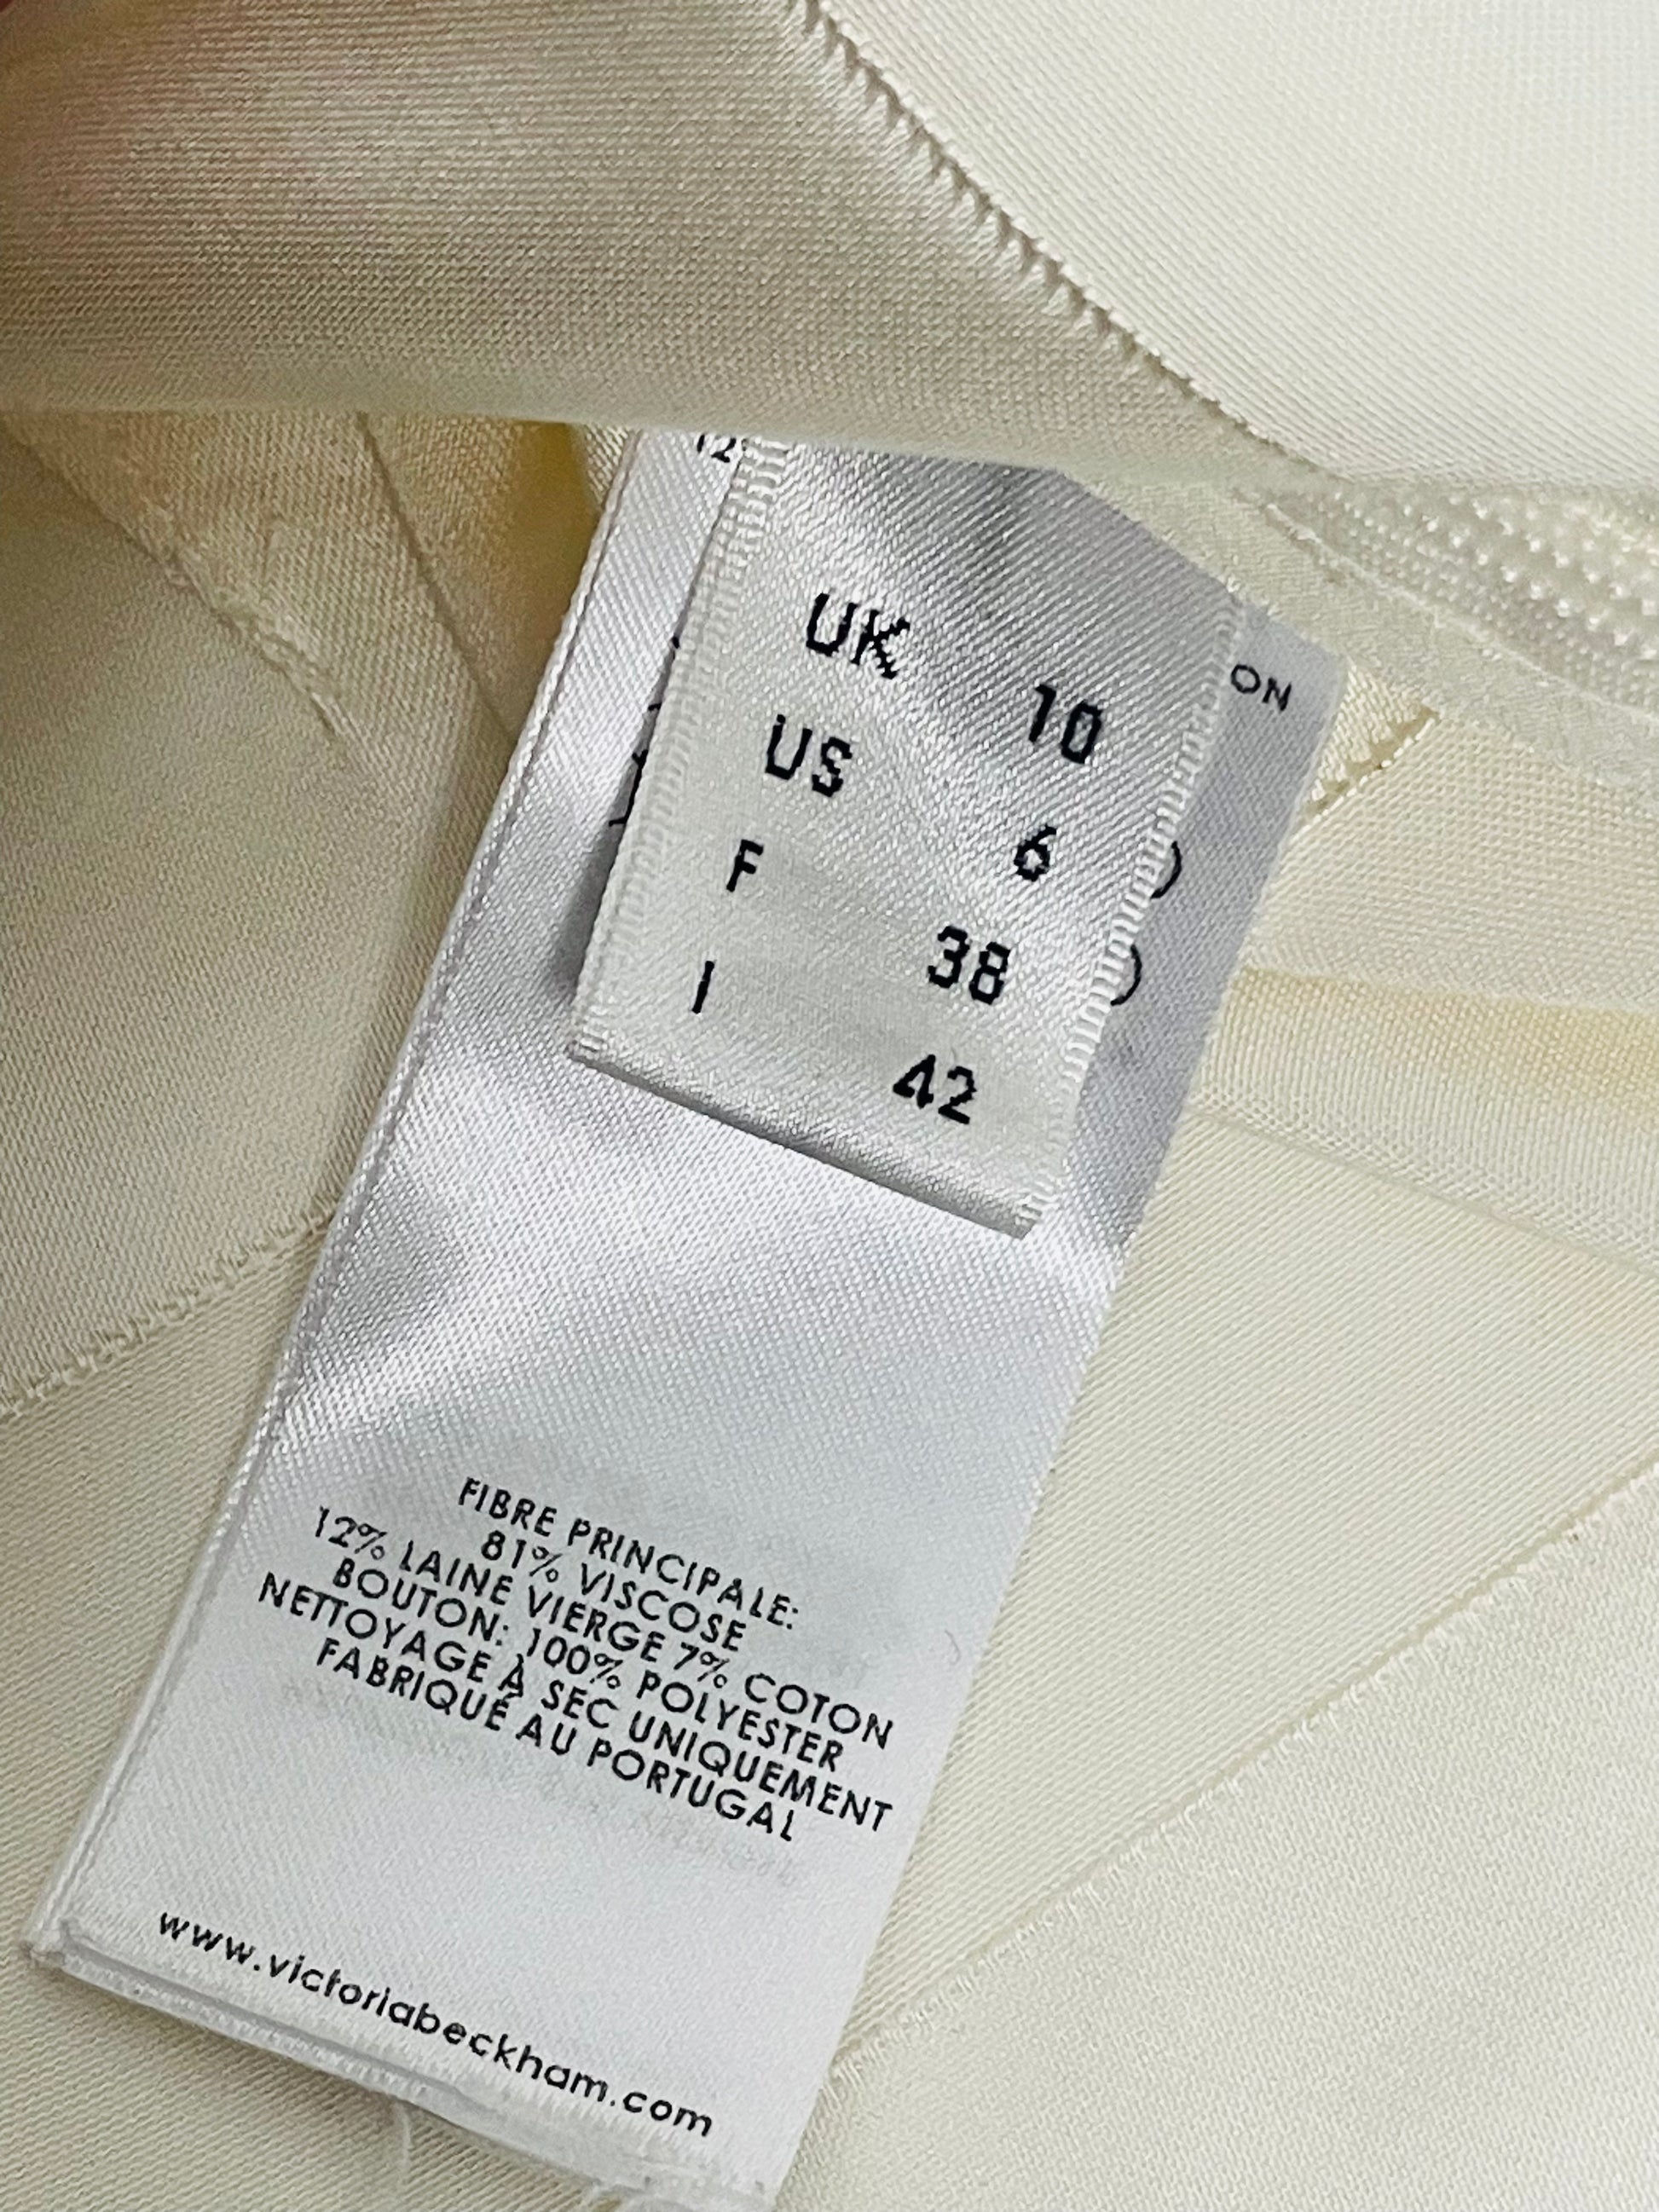 UK 10
US 6
F 38
I 42
ON
)
)
FIBRE PRINCIPALE:
81% VISCOSE
12% LAINE VIERGE 7% COTON
BOUTON: 100% POLYESTER
NETTOYAGE À SEC UNIQUEMENT
FABRIQUÉ AU PORTUGAL
www.victoriabeckham.com